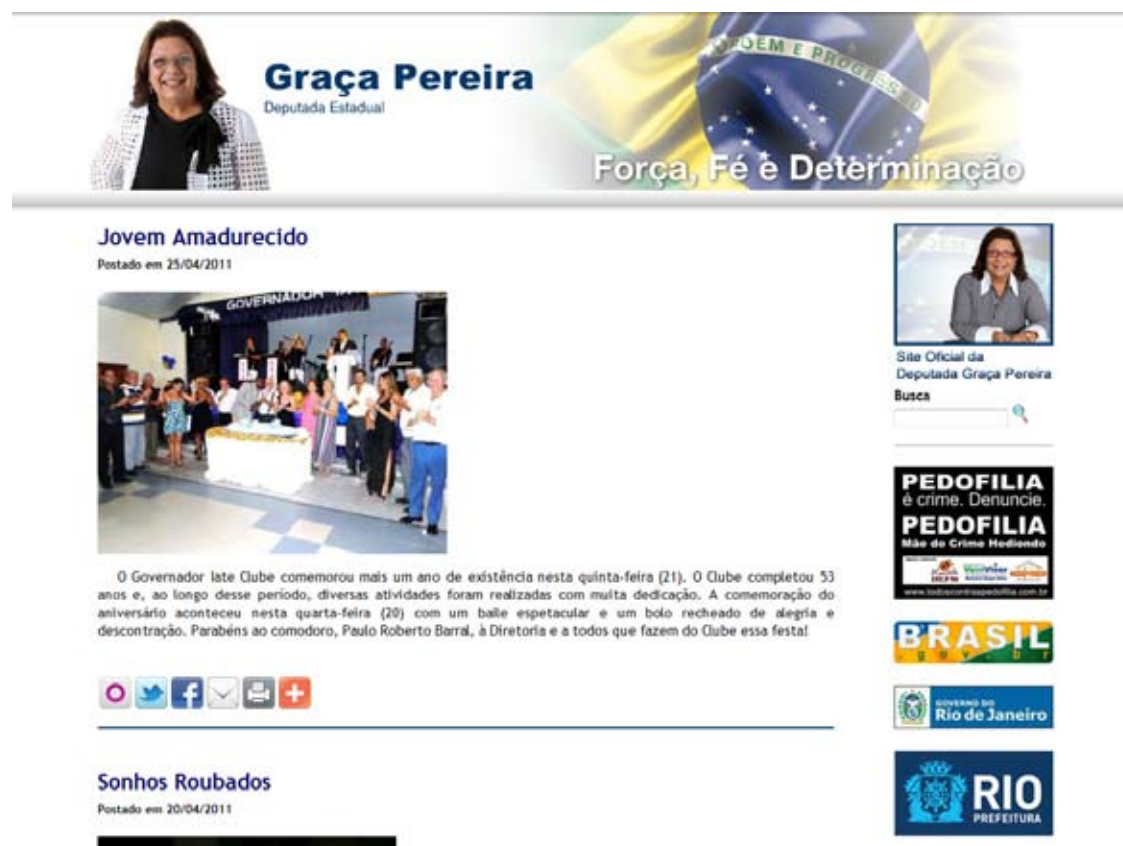 Graça Pereira
Deputada Estadual
ORDEM E PROGRESSO
Força, Fé e Determinação
Jovem Amadurecido
Postado em 25/04/2011
GOVERNADOR
O Governador Iate Clube comemorou mais um ano de existência nesta quinta-feira (21). O Clube completou 53
anos e, ao longo desse período, diversas atividades foram realizadas com muita dedicação. A comemoração do
aniversário aconteceu nesta quarta-feira (20) com um baile espetacular e um bolo recheado de alegria e
descontração. Parabéns ao comodoro, Paulo Roberto Barral, à Diretoria e a todos que fazem do Clube essa festa!
Sonhos Roubados
Postado em 20/04/2011
Site Oficial da
Deputada Graça Pereira
Busca
PEDOFILIA
é crime. Denuncie.
PEDOFILIA
Mãe do Crime Hediondo
www.todoscontraapedofilia.com.br
BRASIL
.gov.br
GOVERNO DO
Rio de Janeiro
RIO
PREFEITURA